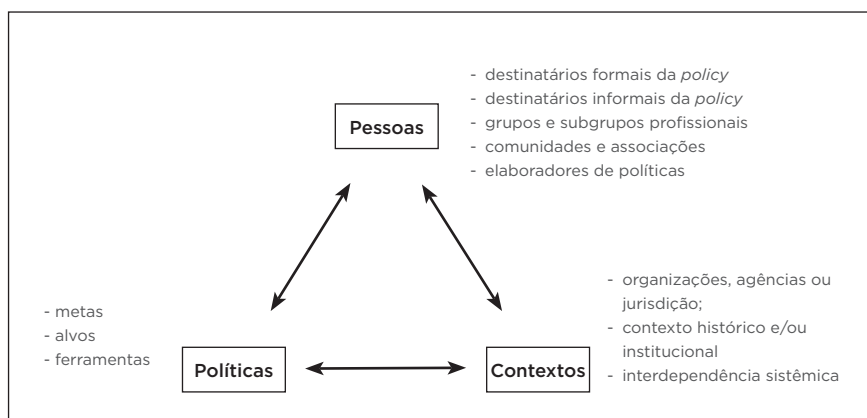 - destinatários formais da policy
- destinatários informais da policy
- grupos e subgrupos profissionais
- comunidades e associações
- elaboradores de políticas
Pessoas
- metas
- alvos
- ferramentas
Políticas
Contextos
- organizações, agências ou
jurisdição;
- contexto histórico e/ou
institucional
- interdependência sistêmica